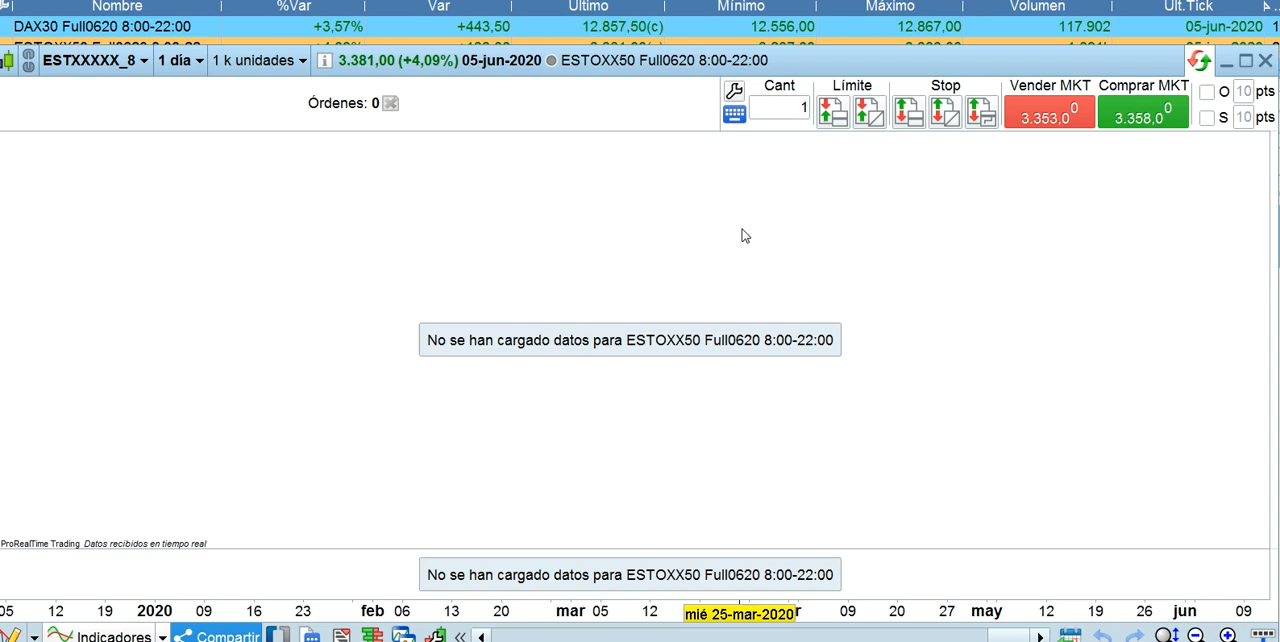 Nombre %Var Var Último Mínimo Máximo Volumen Últ.Tick
DAX30 Full0620 8:00-22:00 +3,57% +443,50 12.857,50(c) 12.556,00 12.867,00 117.902 05-jun-2020 1
ESTXXXXX_8 1 día 1 k unidades 3.381,00 (+4,09%) 05-jun-2020 ESTOXX50 Full0620 8:00-22:00
Órdenes: 0 Cant Límite Stop Vender MKT Comprar MKT O 10 pts
1 3.353,0 0 3.358,0 0 S 10 pts
No se han cargado datos para ESTOXX50 Full0620 8:00-22:00
ProRealTime Trading Datos recibidos en tiempo real
No se han cargado datos para ESTOXX50 Full0620 8:00-22:00
05 12 19 2020 09 16 23 feb 06 13 20 mar 05 12 mié 25-mar-2020 r 09 20 27 may 12 19 26 jun 09
Indicadores Compartir